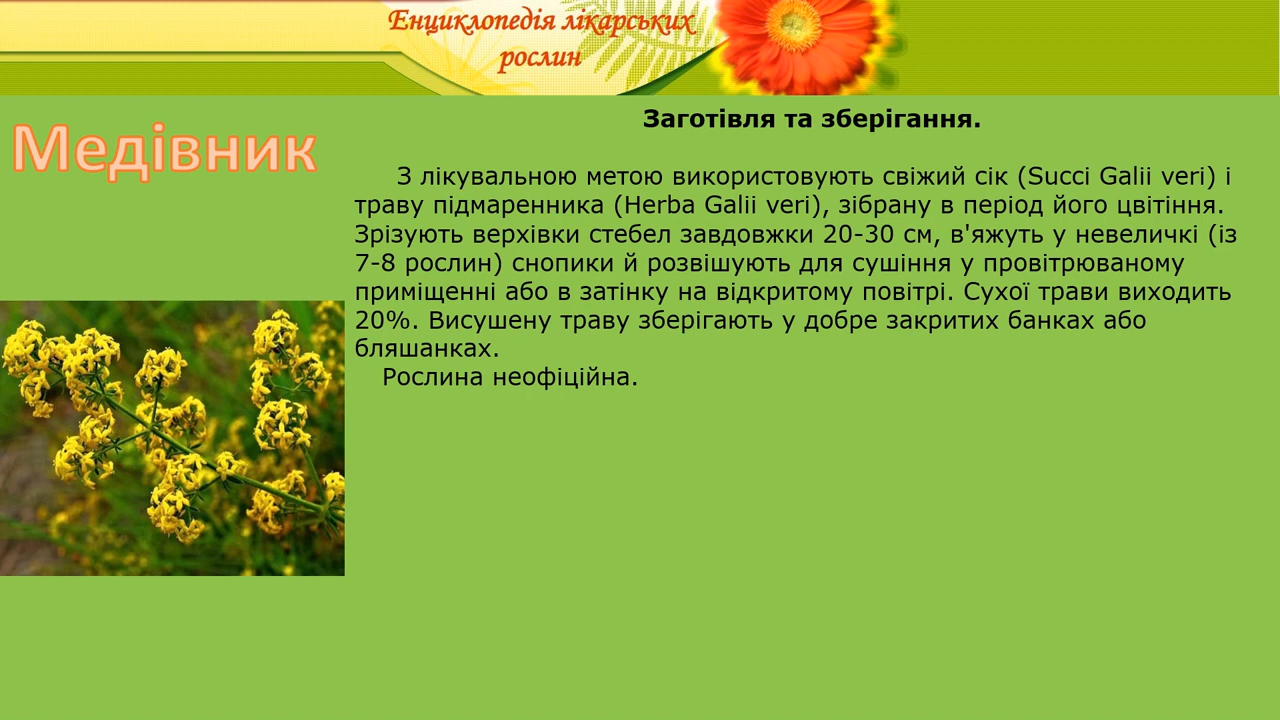 Енциклопедія лікарських
рослин
Медівник
Заготівля та зберігання.
З лікувальною метою використовують свіжий сік (Succi Galii veri) і
траву підмаренника (Herba Galii veri), зібрану в період його цвітіння.
Зрізують верхівки стебел завдовжки 20-30 см, в'яжуть у невеличкі (із
7-8 рослин) снопики й розвішують для сушіння у провітрюваному
приміщенні або в затінку на відкритому повітрі. Сухої трави виходить
20%. Висушену траву зберігають у добре закритих банках або
бляшанках.
Рослина неофіційна.